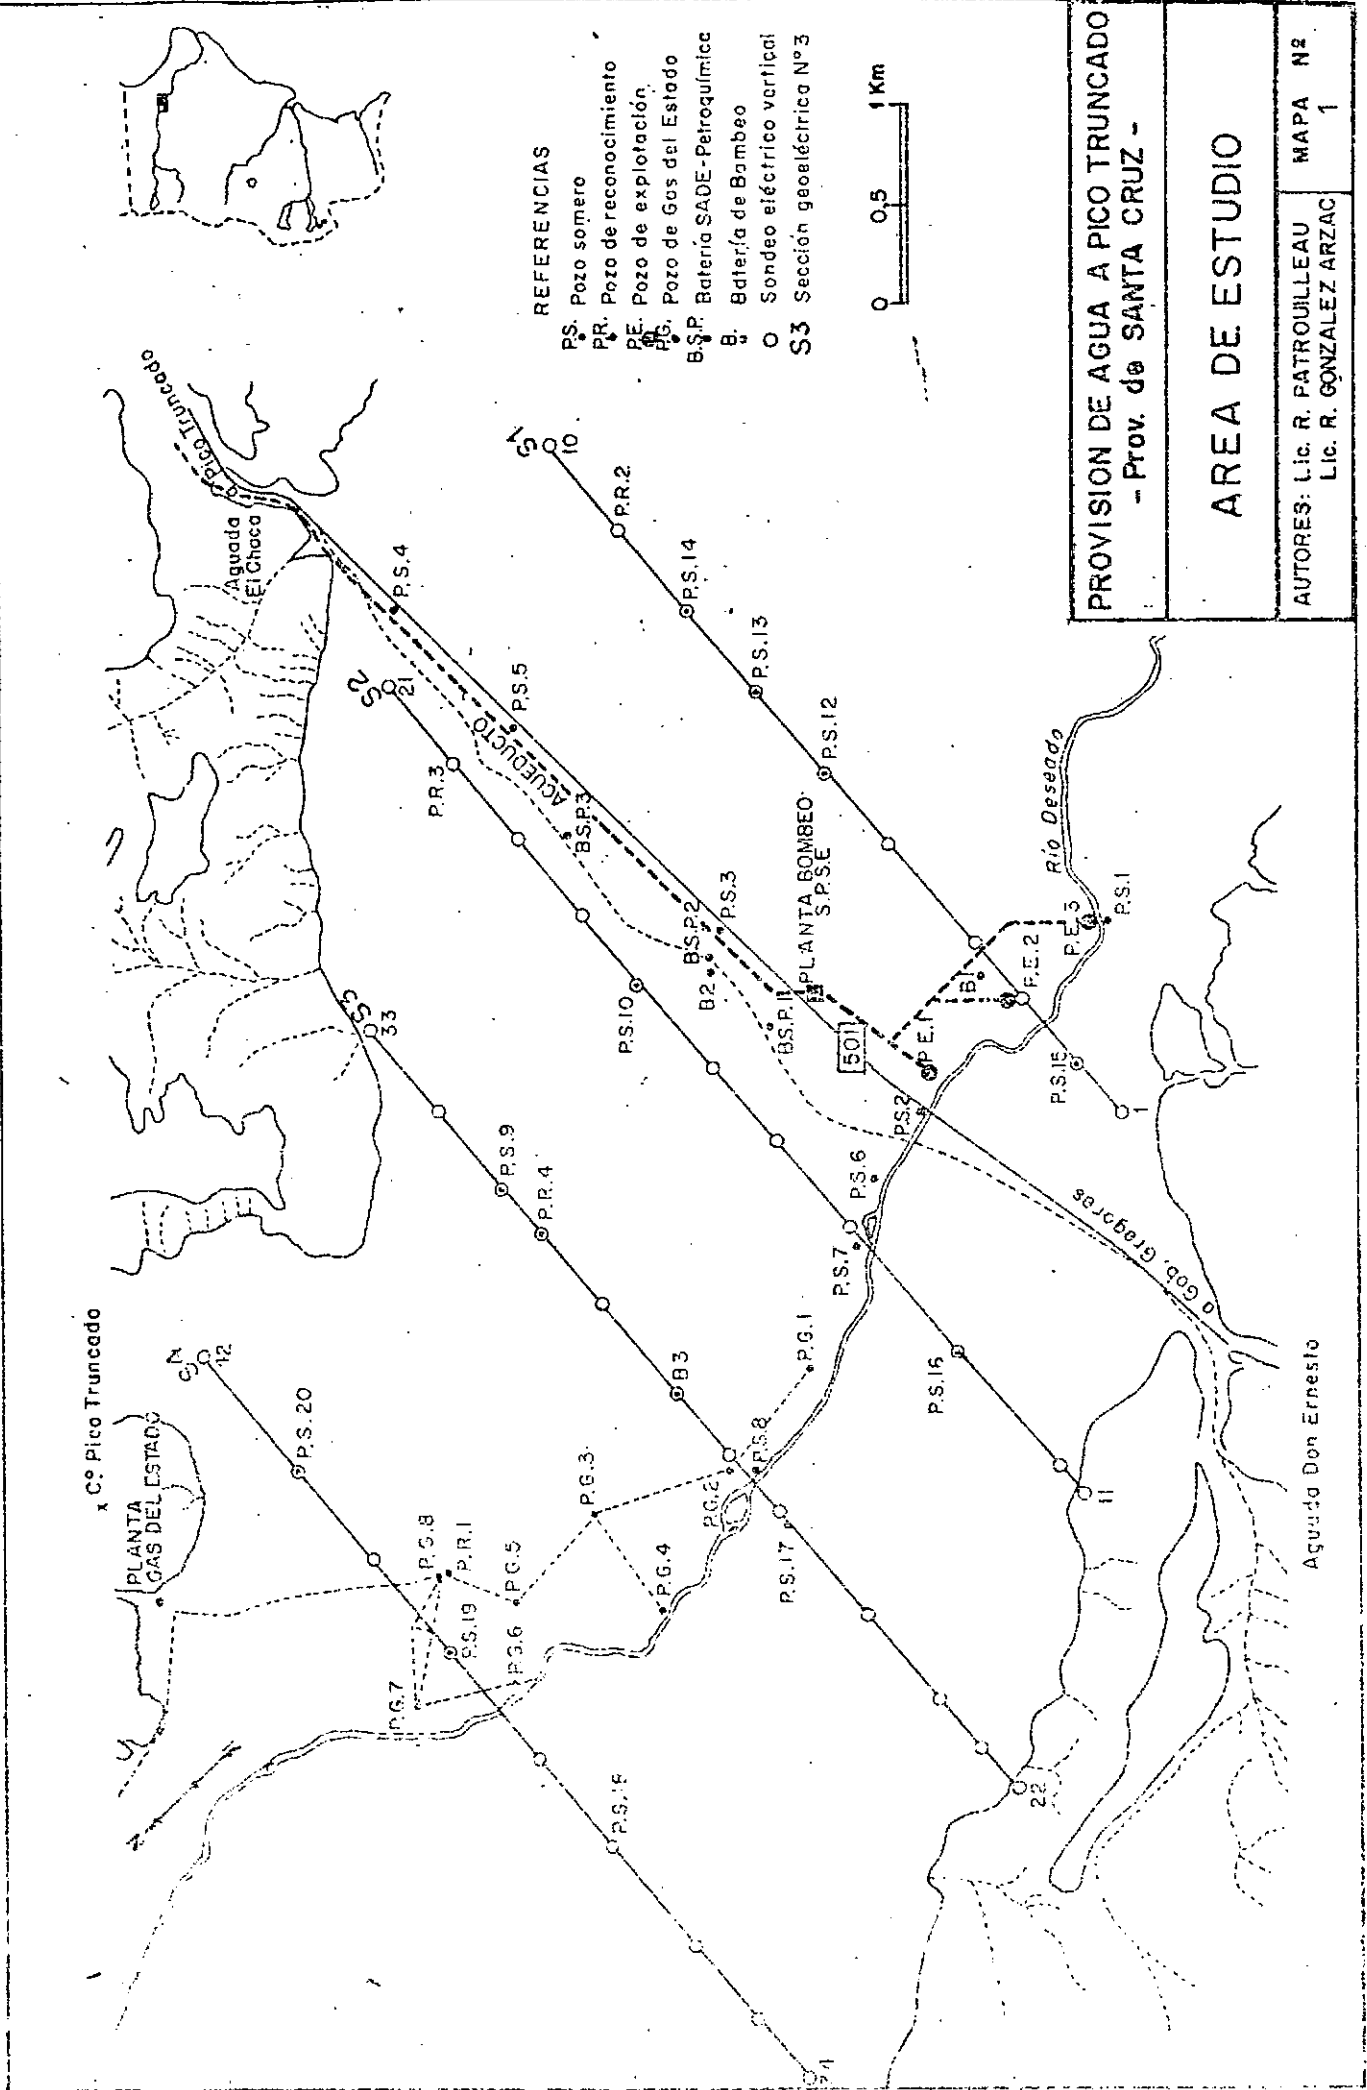 REFERENCIAS
P.S. Pozo somero
P.R. Pozo de reconocimiento
P.E. Pozo de explotación
P.G. Pozo de Gas del Estado
B.S.P. Batería SADE-Petroquímica
B. Batería de Bombeo
O Sondeo eléctrico vertical
S3 Sección geoeléctrica Nº 3
0 0,5 1 Km
PROVISION DE AGUA A PICO TRUNCADO
- Prov. de SANTA CRUZ -
AREA DE ESTUDIO
AUTORES: Lic. R. PATROUILLEAU
Lic. R. GONZALEZ ARZAC
MAPA Nº
1
x Cº Pico Truncado
PLANTA
GAS DEL ESTADO
42
P.S.20
P.G.8
P.R.1
P.S.19
P.G.5
P.G.6
P.G.7
P.G.3
P.G.4
P.G.2
P.S.8
P.G.1
P.S.18
S3
33
P.S.9
P.R.4
B3
P.S.17
22
S2
21
P.R.3
P.S.10
P.S.7
P.S.6
P.S.16
11
a Pico Truncado
Aguada
El Choca
P.S.4
P.S.5
ACUEDUCTO
B.S.P.3
B.S.P.2
B2
P.S.3
B.S.P.1
PLANTA BOMBEO
S.P.S.E
501
P.E.1
P.S.2
10
P.R.2
P.S.14
P.S.13
P.S.12
B1
P.E.2
P.E.3
P.S.1
P.S.15
1
Río Deseado
a Gob. Gregores
Aguada Don Ernesto